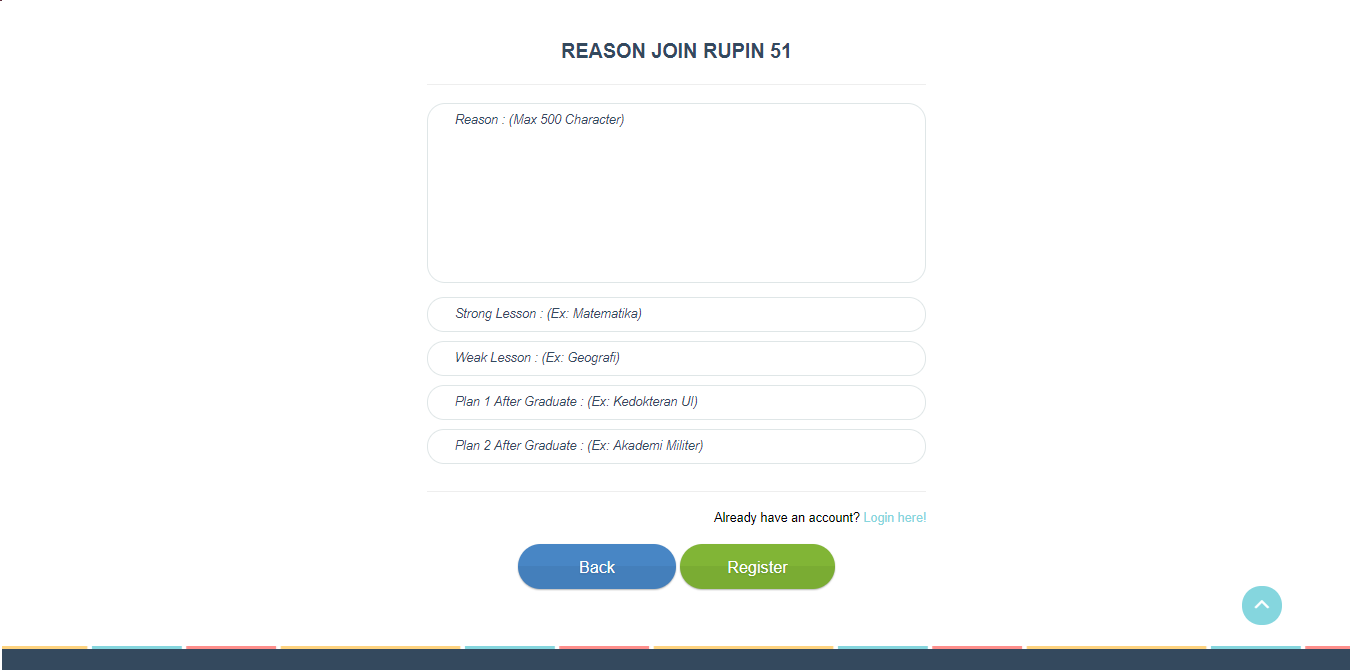 REASON JOIN RUPIN 51
Reason : (Max 500 Character)
Strong Lesson : (Ex: Matematika)
Weak Lesson : (Ex: Geografi)
Plan 1 After Graduate : (Ex: Kedokteran UI)
Plan 2 After Graduate : (Ex: Akademi Militer)
Already have an account? Login here!
Back Register